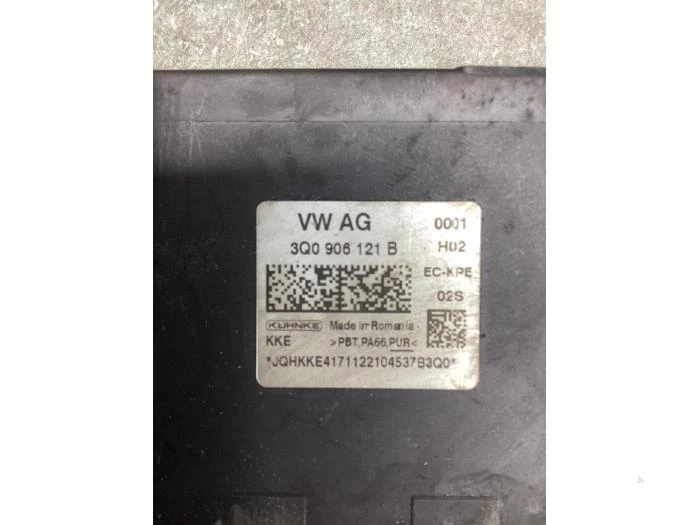 VW AG 0001
3Q0 906 121 B H02
EC-KPE
02S
KUHNKE Made in Romania
KKE >PBT,PA66,PUR<
*JQHKKE4171122104537B3Q0*